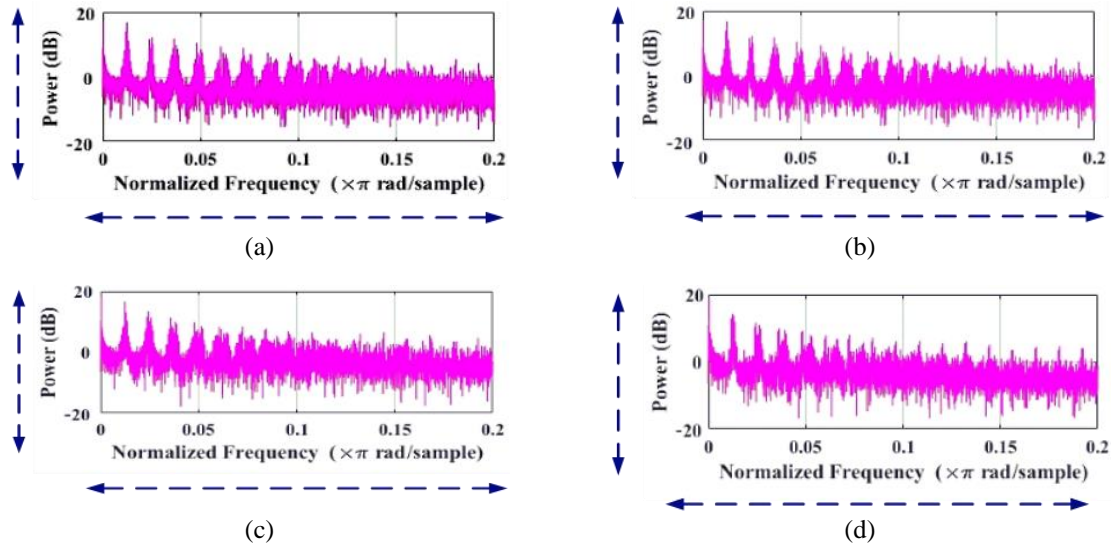 20
0
-20
Power (dB)
0 0.05 0.1 0.15 0.2
Normalized Frequency (×π rad/sample)
(a)
20
0
-20
Power (dB)
0 0.05 0.1 0.15 0.2
Normalized Frequency (×π rad/sample)
(b)
20
0
-20
Power (dB)
0 0.05 0.1 0.15 0.2
Normalized Frequency (×π rad/sample)
(c)
20
0
-20
Power (dB)
0 0.05 0.1 0.15 0.2
Normalized Frequency (×π rad/sample)
(d)